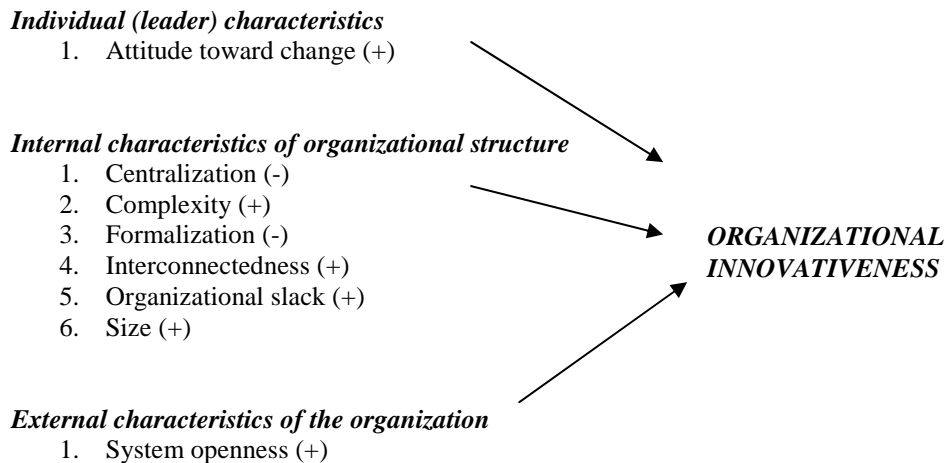 Individual (leader) characteristics
1. Attitude toward change (+)
Internal characteristics of organizational structure
1. Centralization (-)
2. Complexity (+)
3. Formalization (-)
4. Interconnectedness (+)
5. Organizational slack (+)
6. Size (+)
ORGANIZATIONAL
INNOVATIVENESS
External characteristics of the organization
1. System openness (+)